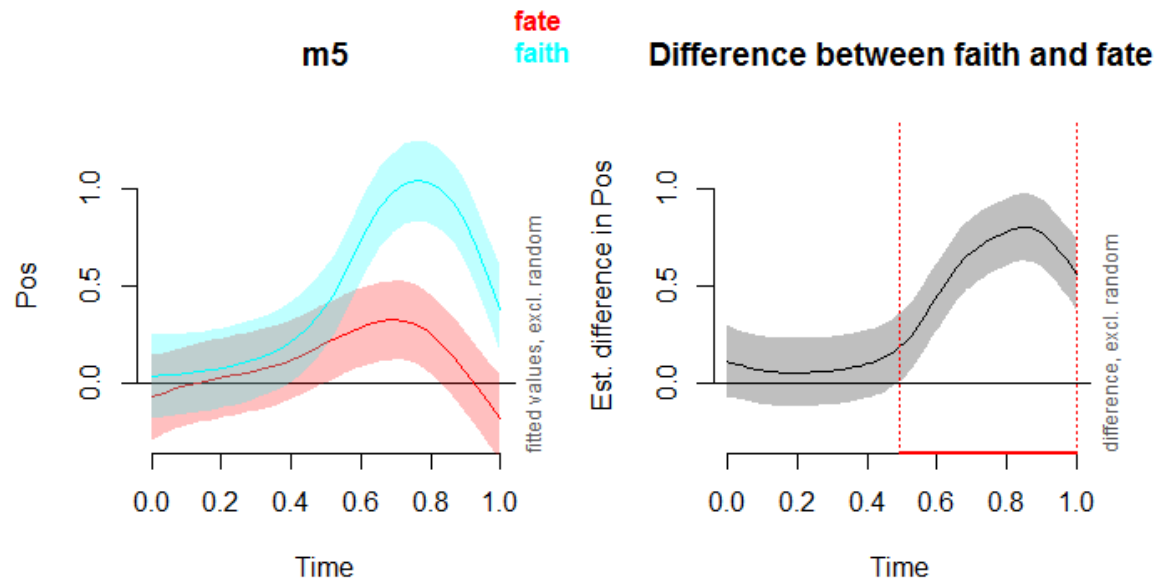 fate
faith
m5
Pos
0.0 0.5 1.0
fitted values, excl. random
0.0 0.2 0.4 0.6 0.8 1.0
Time
Difference between faith and fate
Est. difference in Pos
0.0 0.5 1.0
difference, excl. random
0.0 0.2 0.4 0.6 0.8 1.0
Time